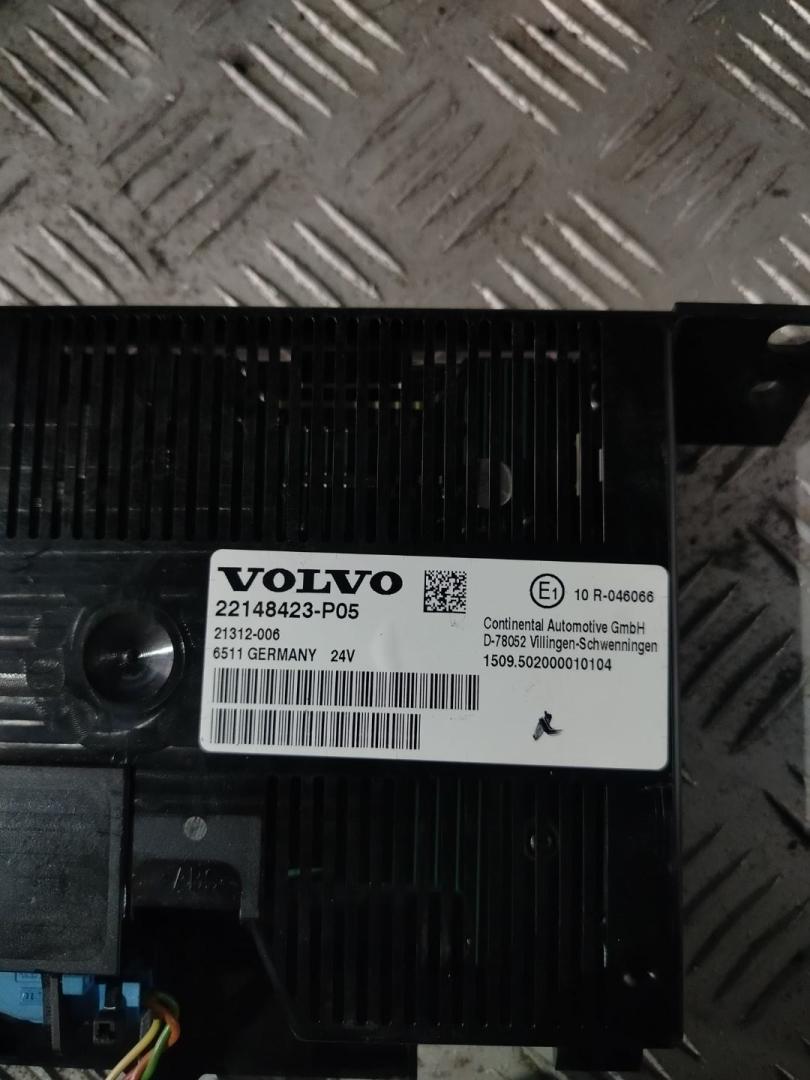 VOLVO
22148423-P05
21312-006
6511 GERMANY 24V
E1 10 R-046066
Continental Automotive GmbH
D-78052 Villingen-Schwenningen
1509.502000010104
>ABS<